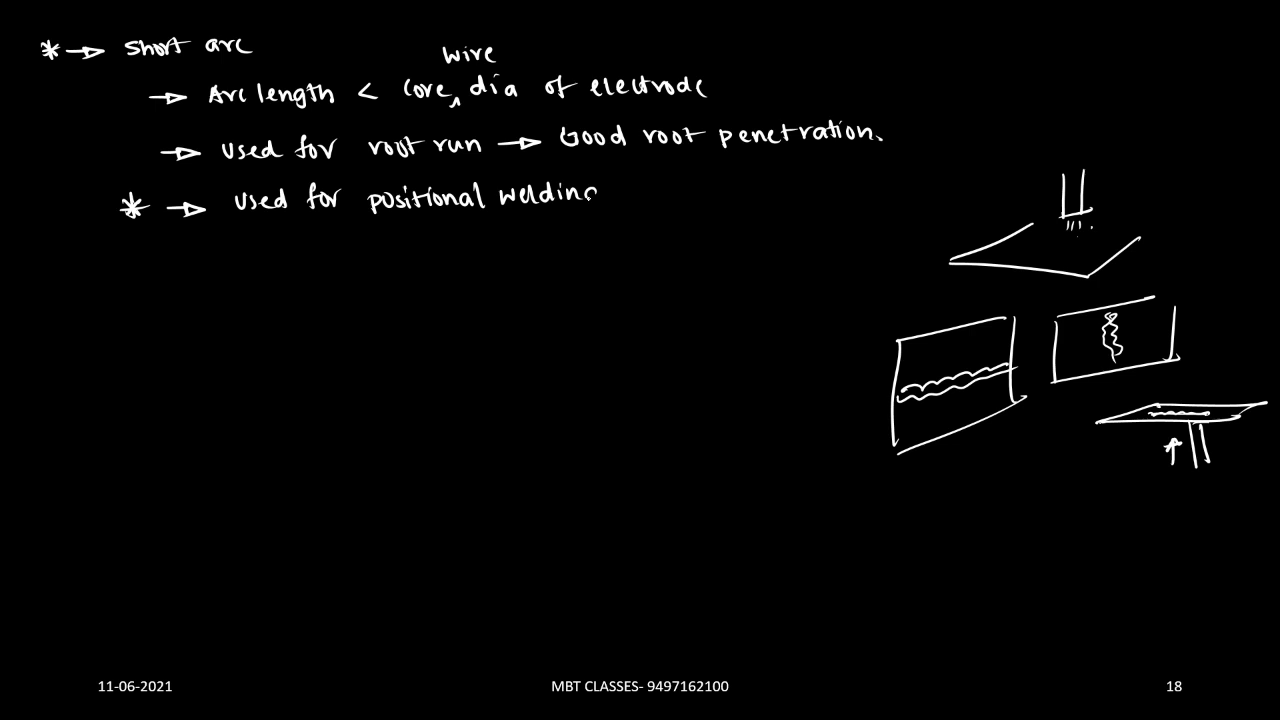 * → Short arc
wire
→ Arc length < core, dia of electrode
→ Used for root run → Good root penetration.
* → Used for positional welding
11-06-2021 MBT CLASSES- 9497162100 18